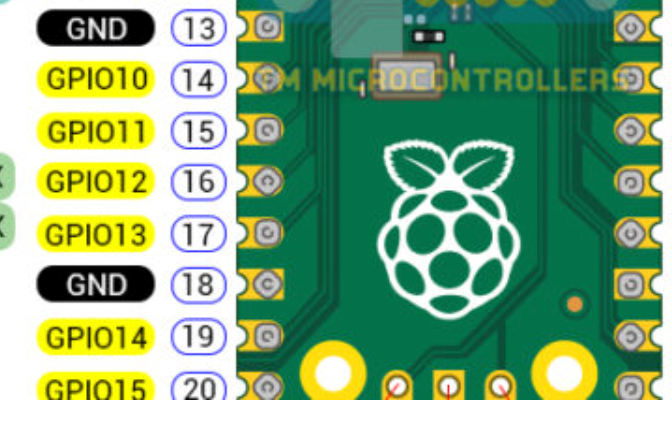 GND 13
GPIO10 14
MICROCONTROLLERS
GPIO11 15
GPIO12 16
X
GPIO13 17
X
GND 18
GPIO14 19
GPIO15 20